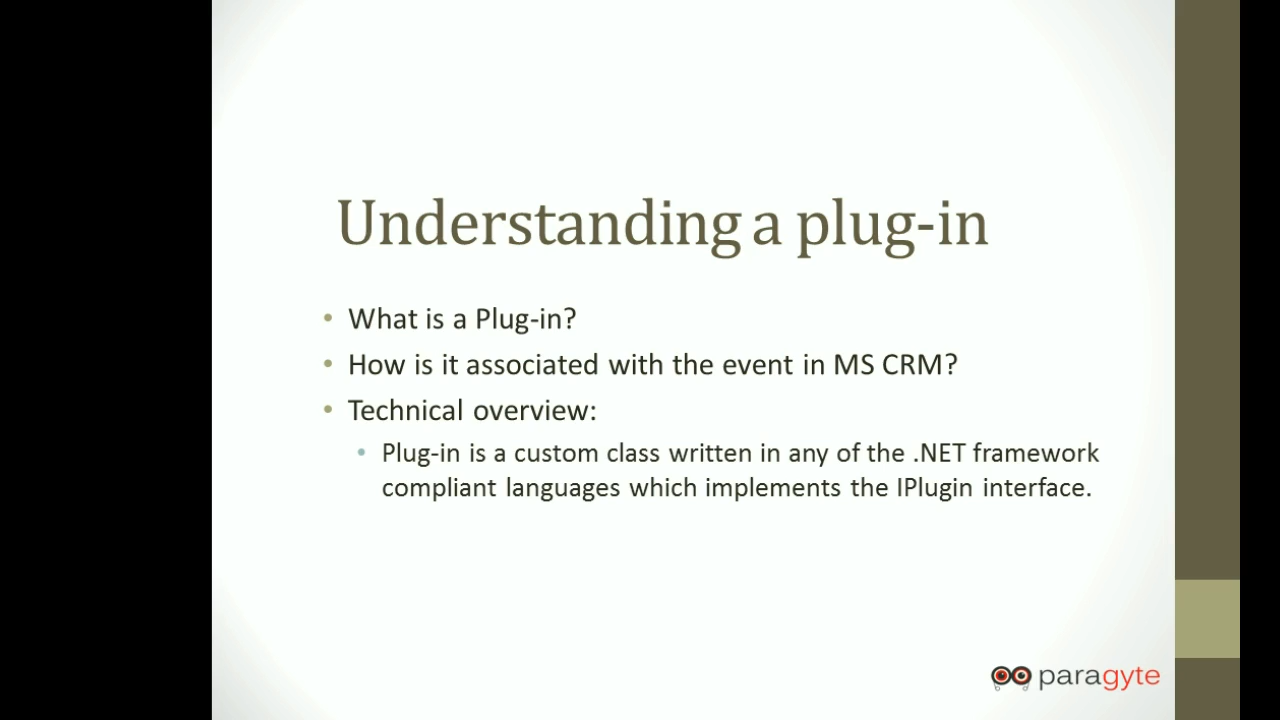 Understanding a plug-in
• What is a Plug-in?
• How is it associated with the event in MS CRM?
• Technical overview:
• Plug-in is a custom class written in any of the .NET framework
compliant languages which implements the IPlugin interface.
paragyte